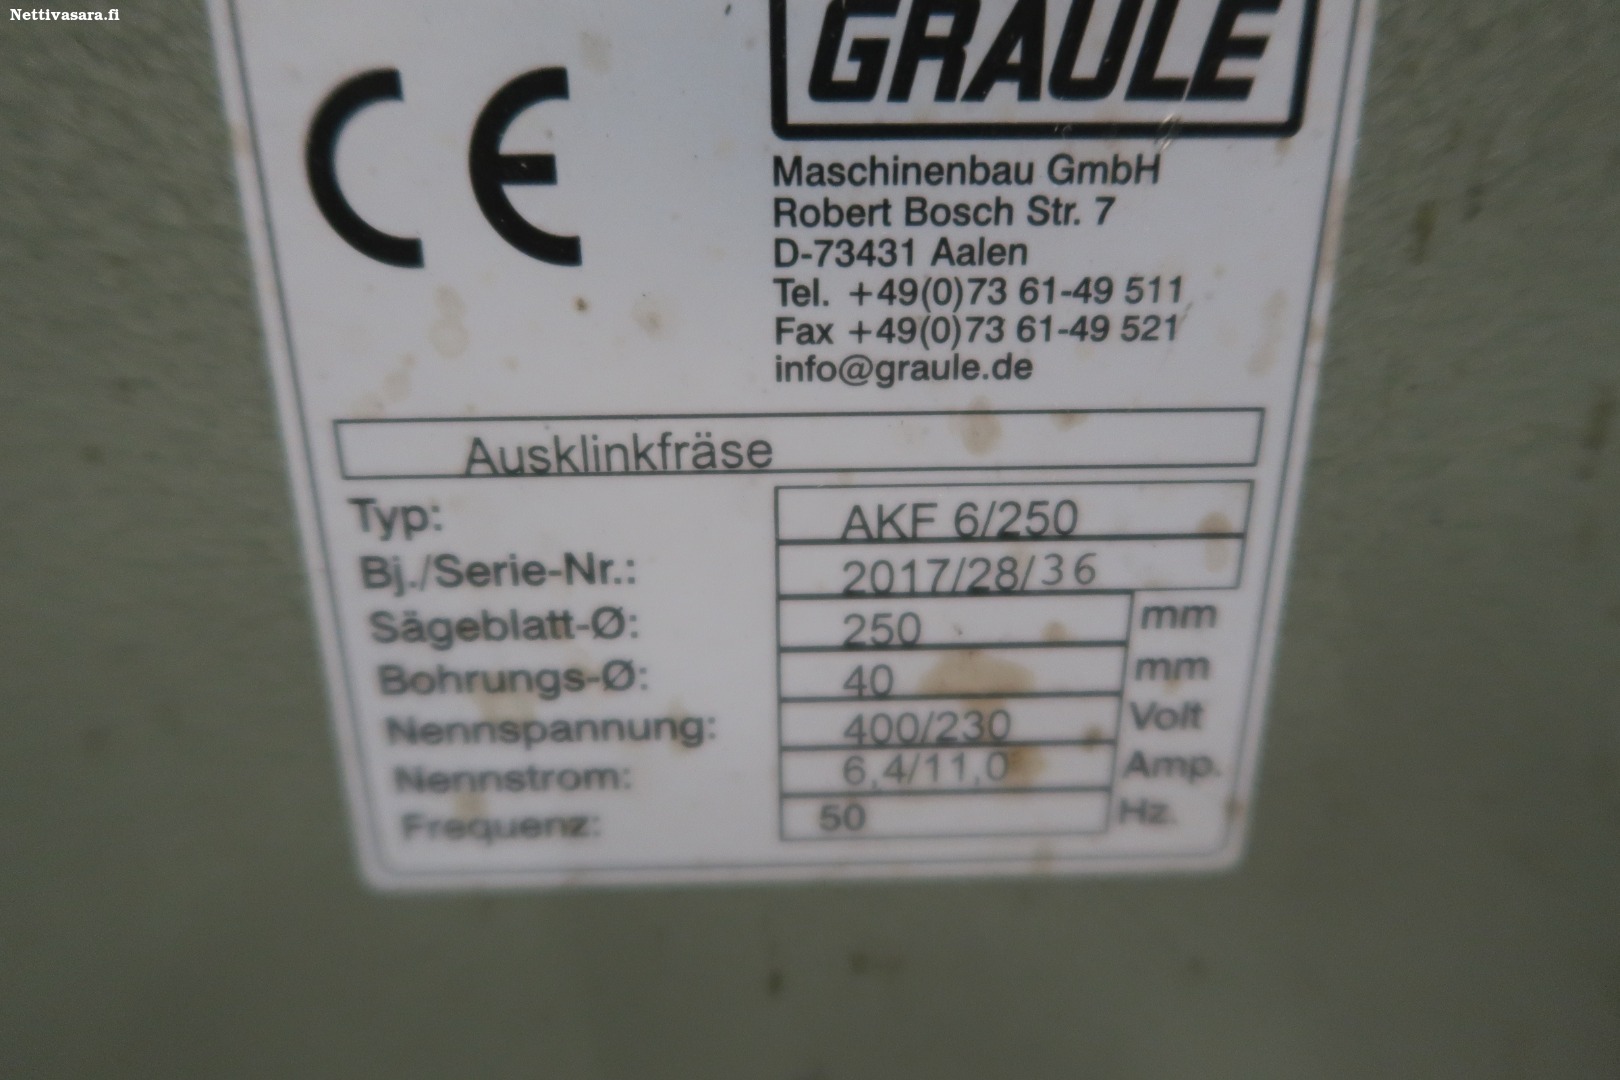 Nettivasara.fi
GRAULE
CE
Maschinenbau GmbH
Robert Bosch Str. 7
D-73431 Aalen
Tel. +49(0)73 61-49 511
Fax +49(0)73 61-49 521
info@graule.de
Ausklinkfräse
Typ: AKF 6/250
Bj./Serie-Nr.: 2017/28/36
Sägeblatt-Ø: 250 mm
Bohrungs-Ø: 40 mm
Nennspannung: 400/230 Volt
Nennstrom: 6,4/11,0 Amp.
Frequenz: 50 Hz.